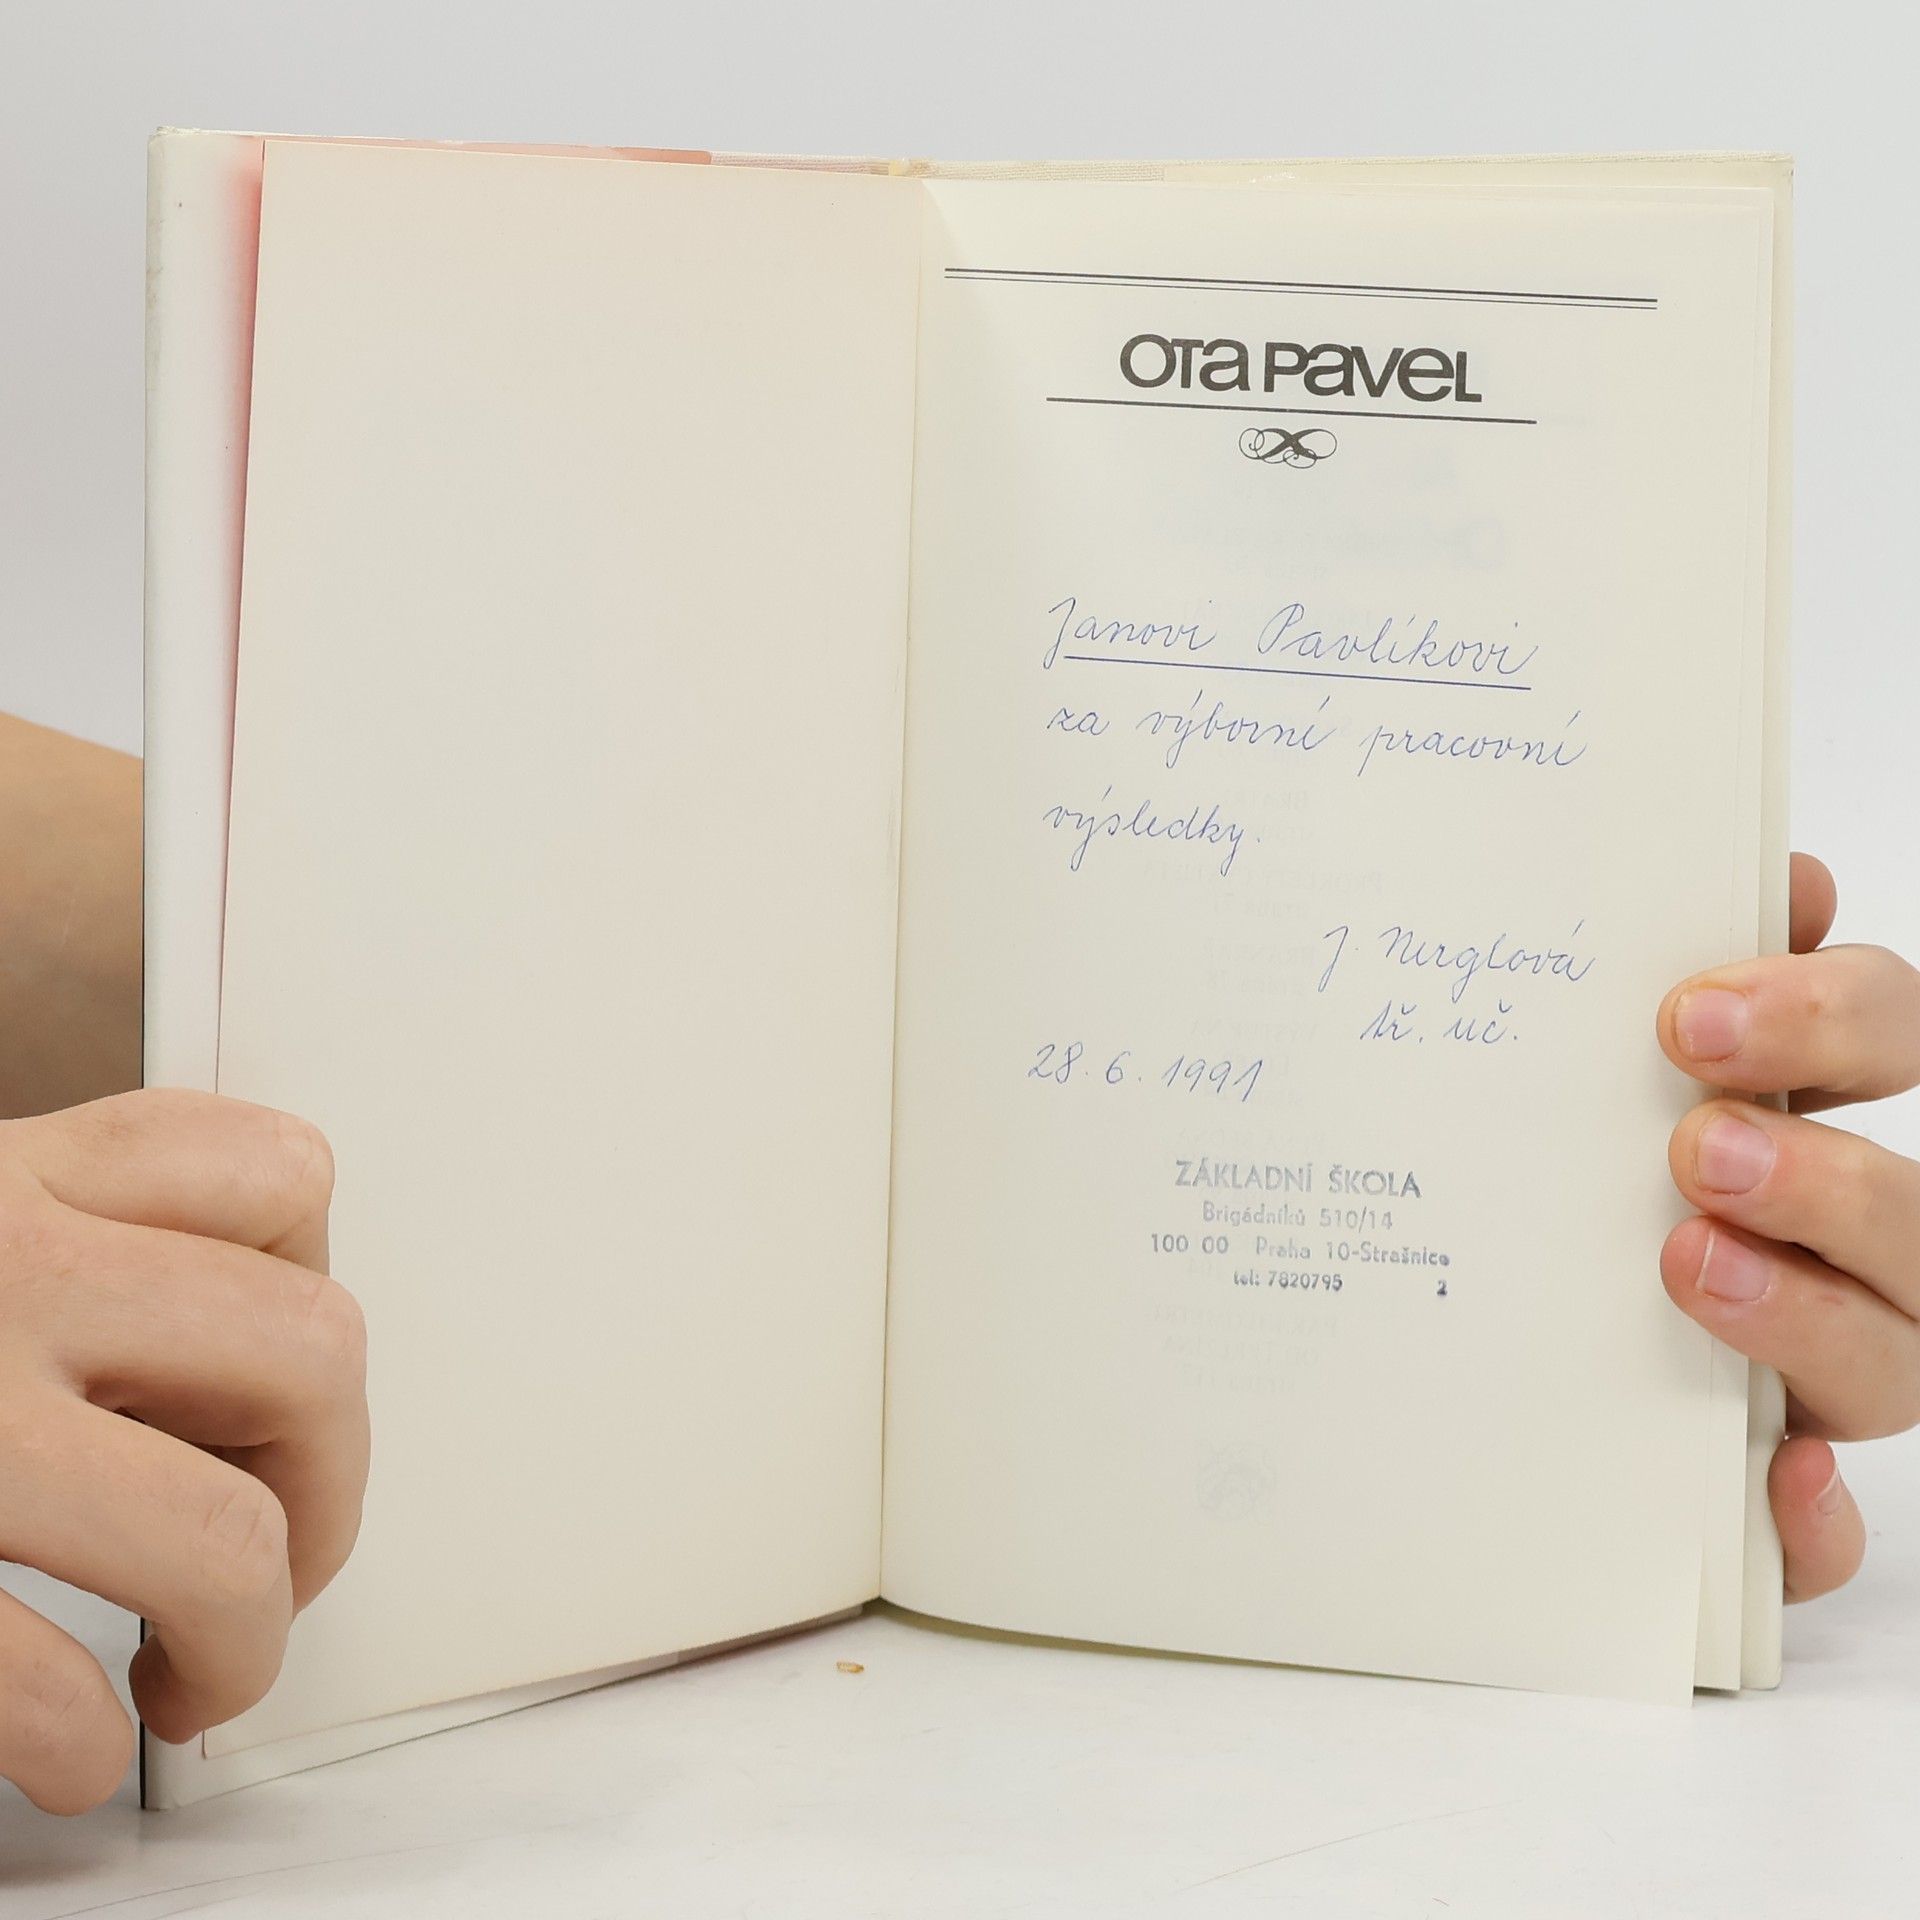 OTA PAVEL
Janovi Pavlíkovi
za výborné pracovní
výsledky.
J. Nerglová
tř. uč.
28. 6. 1991
ZÁKLADNÍ ŠKOLA
Brigádníků 510/14
100 00 Praha 10-Strašnice
tel: 7820795 2